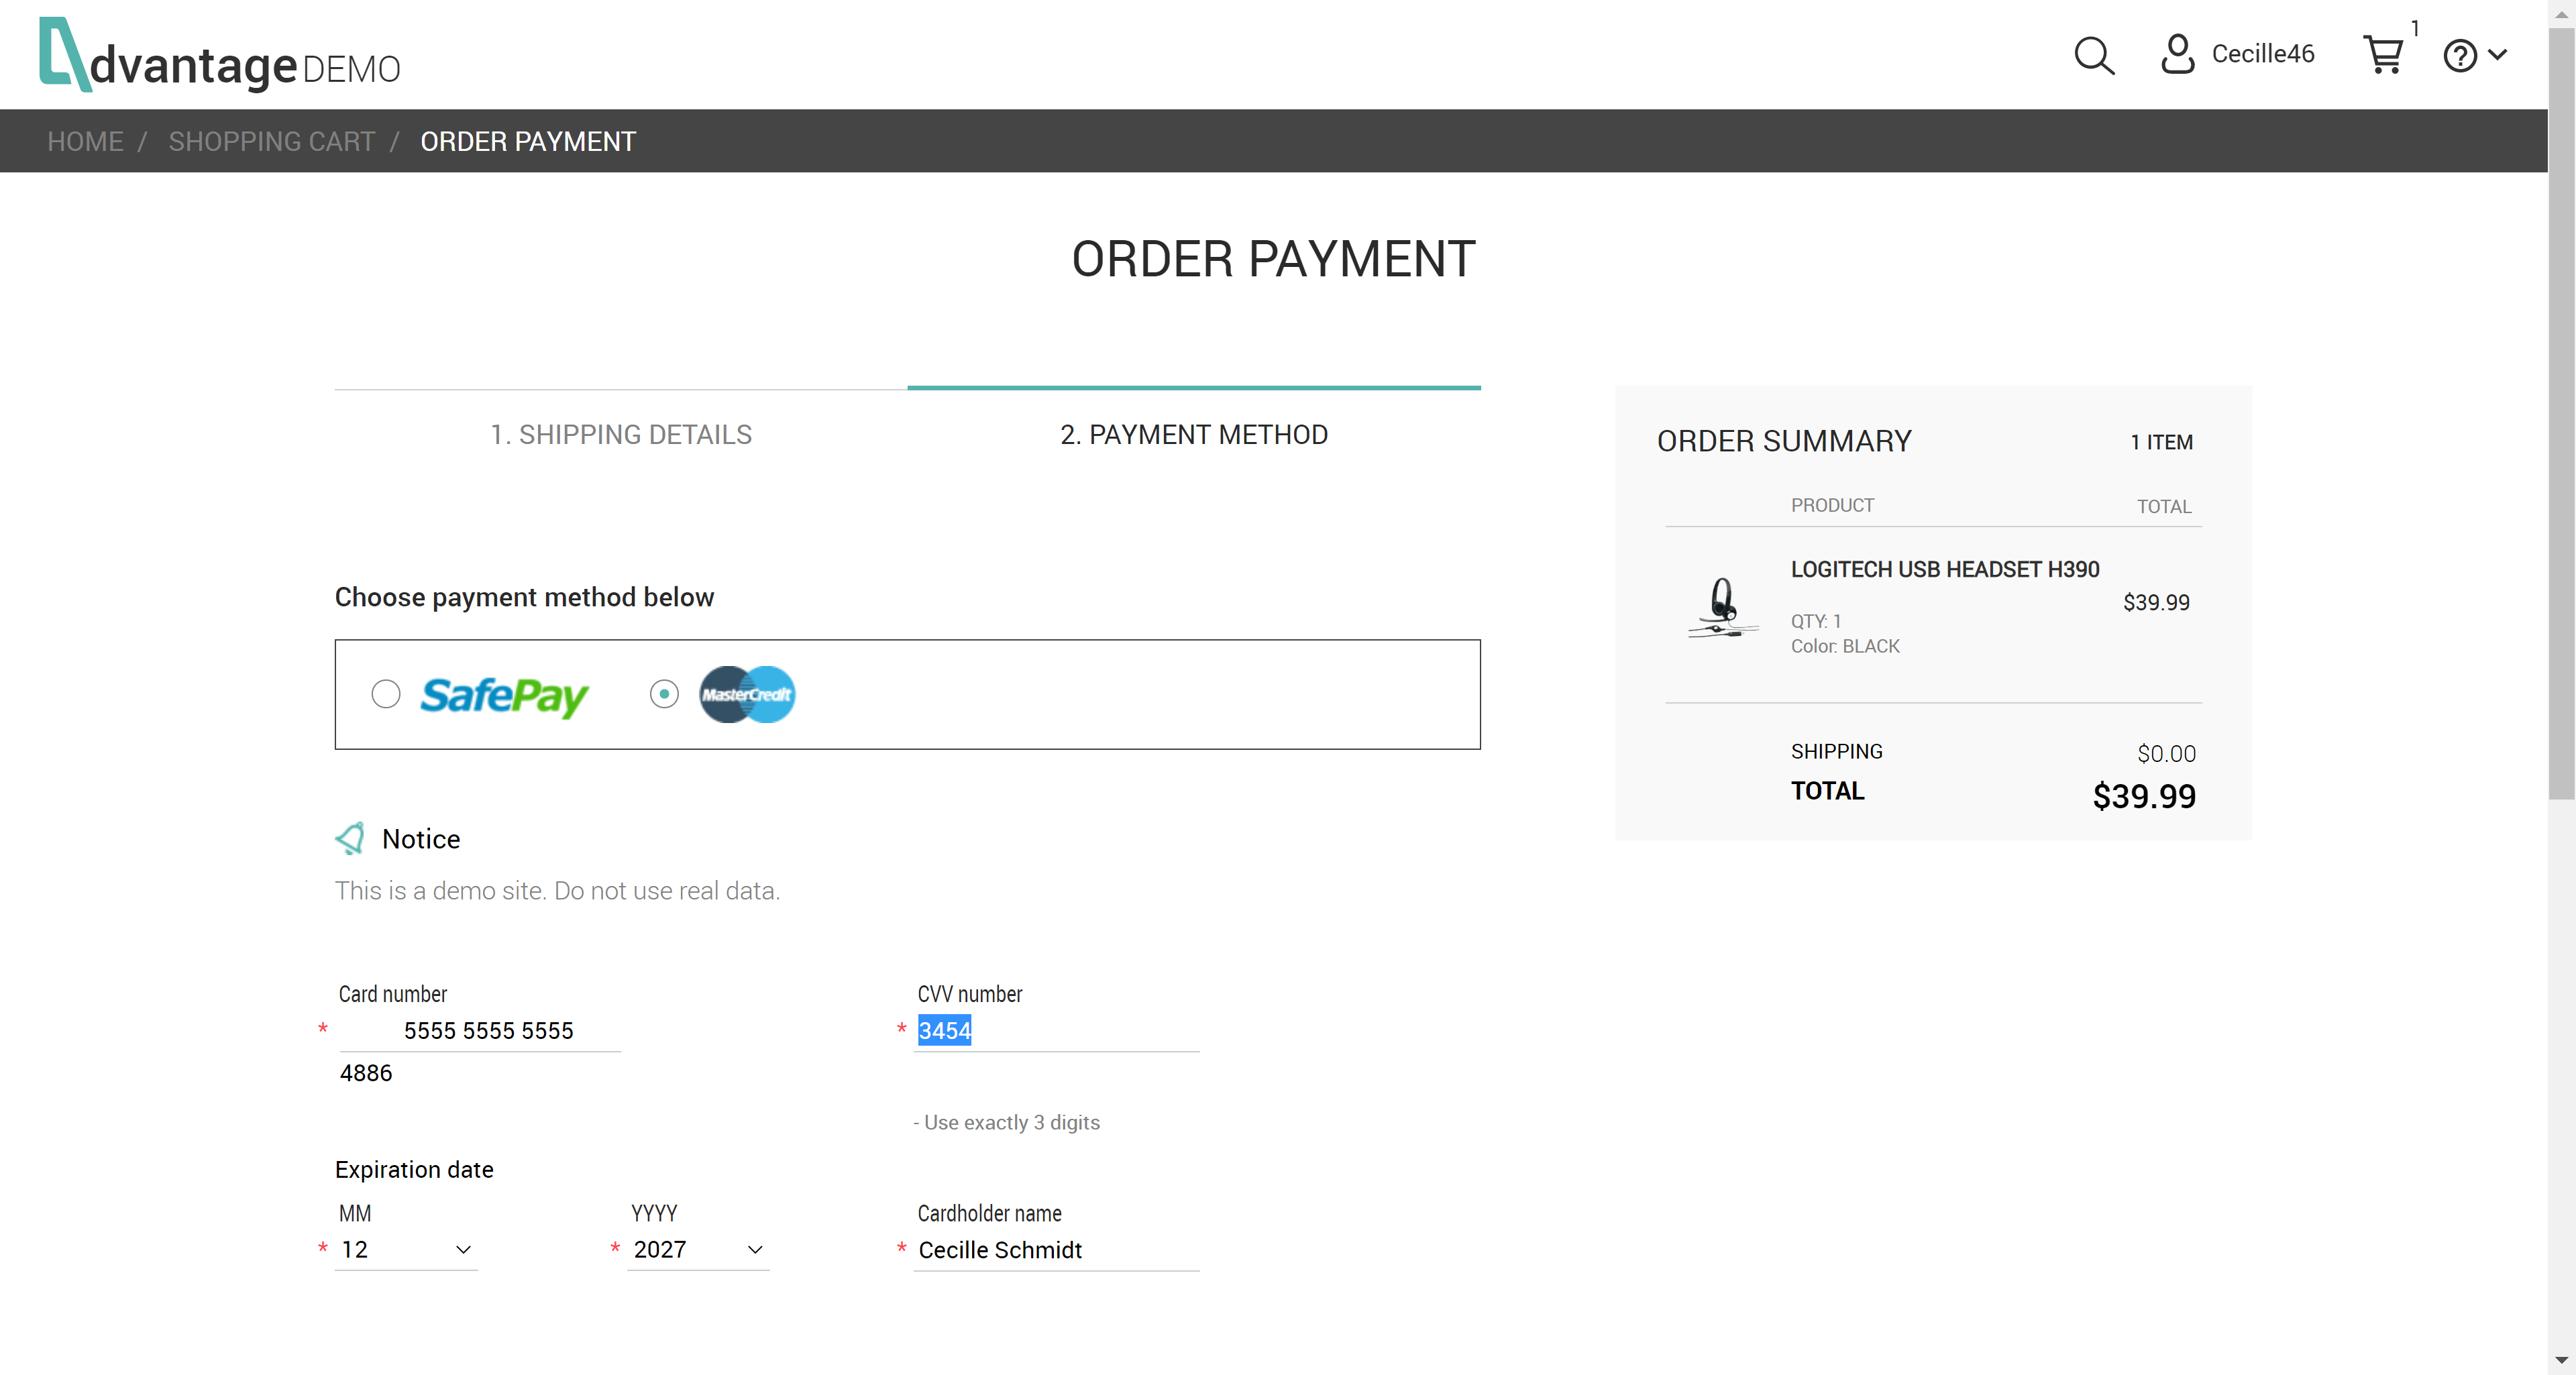 dvantage DEMO
Cecille46
1
HOME / SHOPPING CART / ORDER PAYMENT
ORDER PAYMENT
1. SHIPPING DETAILS
2. PAYMENT METHOD
Choose payment method below
SafePay
MasterCredit
Notice
This is a demo site. Do not use real data.
Card number
* 5555 5555 5555
4886
CVV number
* 3454
- Use exactly 3 digits
Expiration date
MM
* 12
YYYY
* 2027
Cardholder name
* Cecille Schmidt
ORDER SUMMARY
1 ITEM
PRODUCT
TOTAL
LOGITECH USB HEADSET H390
QTY: 1
Color: BLACK
$39.99
SHIPPING
$0.00
TOTAL
$39.99